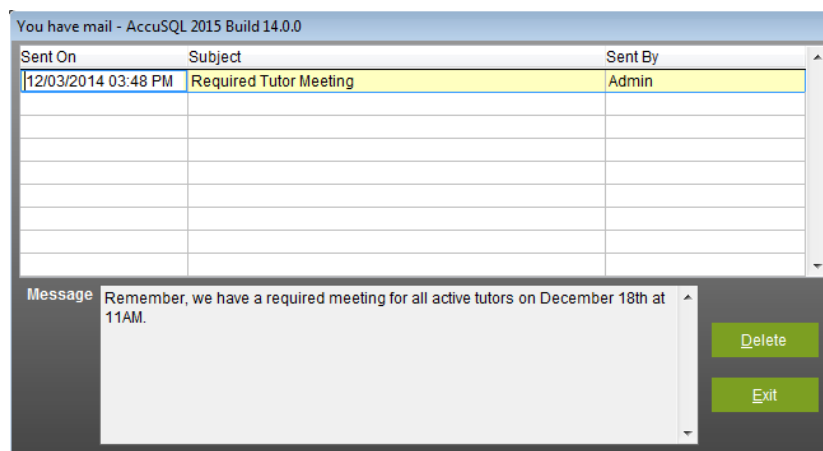 You have mail - AccuSQL 2015 Build 14.0.0
Sent On Subject Sent By
12/03/2014 03:48 PM Required Tutor Meeting Admin
Message
Remember, we have a required meeting for all active tutors on December 18th at
11AM.
Delete
Exit